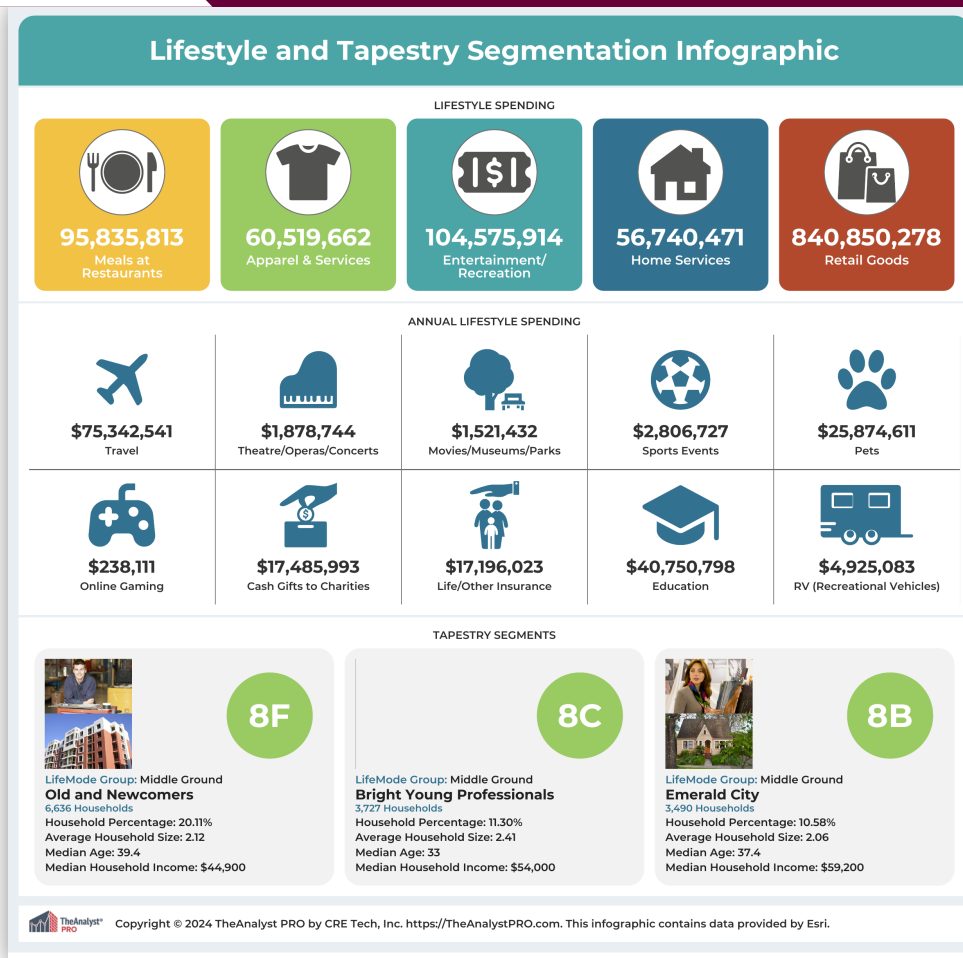 Lifestyle and Tapestry Segmentation Infographic
LIFESTYLE SPENDING
95,835,813
Meals at
Restaurants
60,519,662
Apparel & Services
$
104,575,914
Entertainment/
Recreation
56,740,471
Home Services
840,850,278
Retail Goods
ANNUAL LIFESTYLE SPENDING
$75,342,541
Travel
$1,878,744
Theatre/Operas/Concerts
$1,521,432
Movies/Museums/Parks
$2,806,727
Sports Events
$25,874,611
Pets
$238,111
Online Gaming
$
$17,485,993
Cash Gifts to Charities
$17,196,023
Life/Other Insurance
$40,750,798
Education
$4,925,083
RV (Recreational Vehicles)
TAPESTRY SEGMENTS
8F
LifeMode Group: Middle Ground
Old and Newcomers
6,636 Households
Household Percentage: 20.11%
Average Household Size: 2.12
Median Age: 39.4
Median Household Income: $44,900
8C
LifeMode Group: Middle Ground
Bright Young Professionals
3,727 Households
Household Percentage: 11.30%
Average Household Size: 2.41
Median Age: 33
Median Household Income: $54,000
8B
LifeMode Group: Middle Ground
Emerald City
3,490 Households
Household Percentage: 10.58%
Average Household Size: 2.06
Median Age: 37.4
Median Household Income: $59,200
TheAnalyst®
PRO
Copyright © 2024 TheAnalyst PRO by CRE Tech, Inc. https://TheAnalystPRO.com. This infographic contains data provided by Esri.